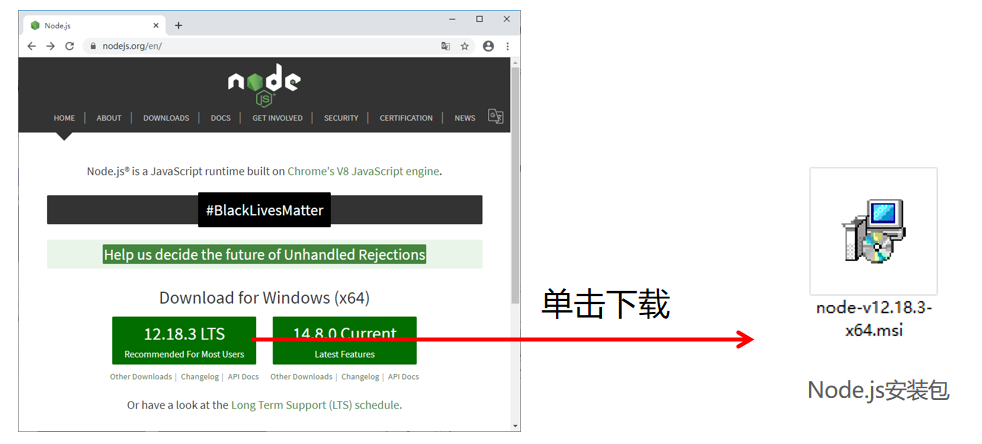 Node.js
nodejs.org/en/
node
JS
HOME | ABOUT | DOWNLOADS | DOCS | GET INVOLVED | SECURITY | CERTIFICATION | NEWS
Node.js® is a JavaScript runtime built on Chrome's V8 JavaScript engine.
#BlackLivesMatter
Help us decide the future of Unhandled Rejections
Download for Windows (x64)
12.18.3 LTS
Recommended For Most Users
14.8.0 Current
Latest Features
Other Downloads | Changelog | API Docs
Other Downloads | Changelog | API Docs
Or have a look at the Long Term Support (LTS) schedule.
单击下载
node-v12.18.3-
x64.msi
Node.js安装包